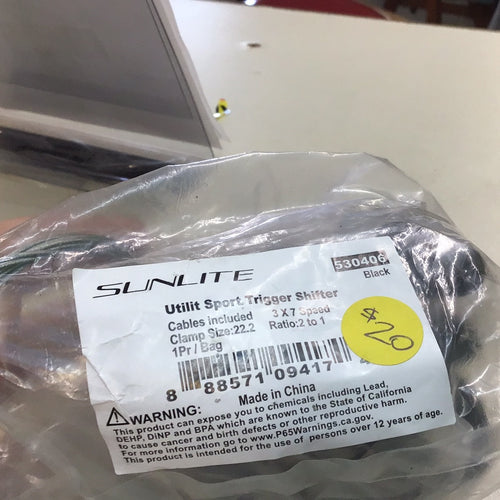 SUNLITE
530406
Black
Utilit Sport Trigger Shifter
Cables included 3 X 7 Speed
Clamp Size:22.2 Ratio:2 to 1
1Pr / Bag
$20
8 88571 09417
Made in China
WARNING:
This product can expose you to chemicals including Lead,
DEHP, DiNP and BPA which are known to the State of California
to cause cancer and birth defects or other reproductive harm.
For more information go to www.P65Warnings.ca.gov.
This product is intended for the use of persons over 12 years of age.